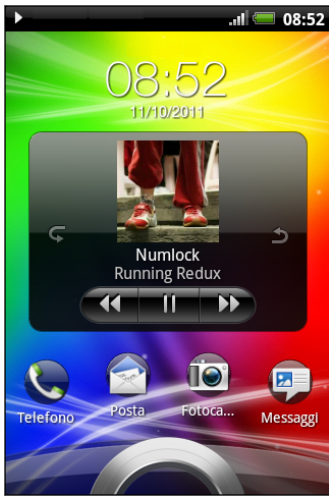 08:52
08:52
11/10/2011
Numlock
Running Redux
Telefono
Posta
Fotoca...
Messaggi